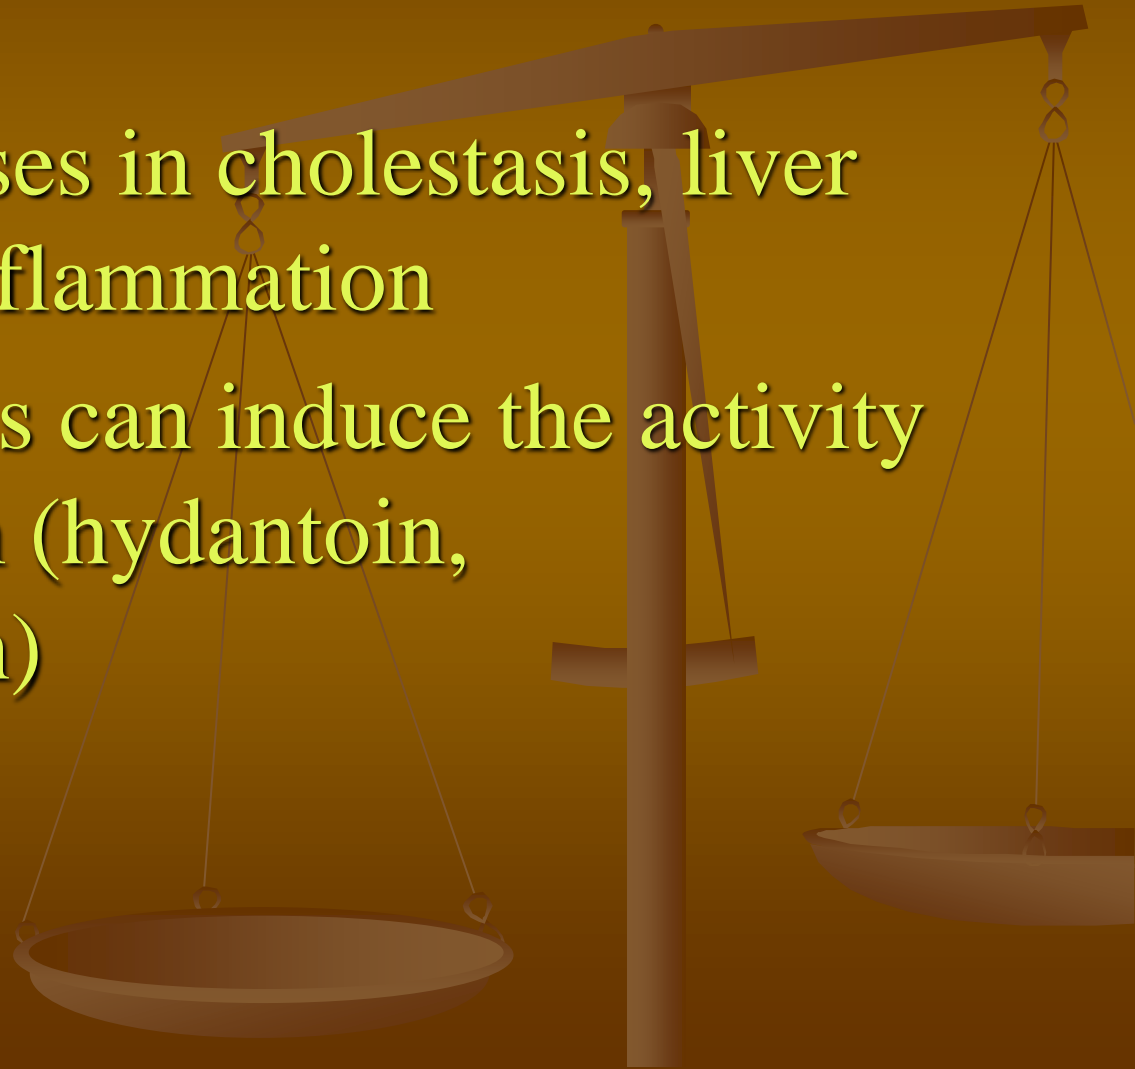 ses in cholestasis, liver
flammation
s can induce the activity
(hydantoin,
)